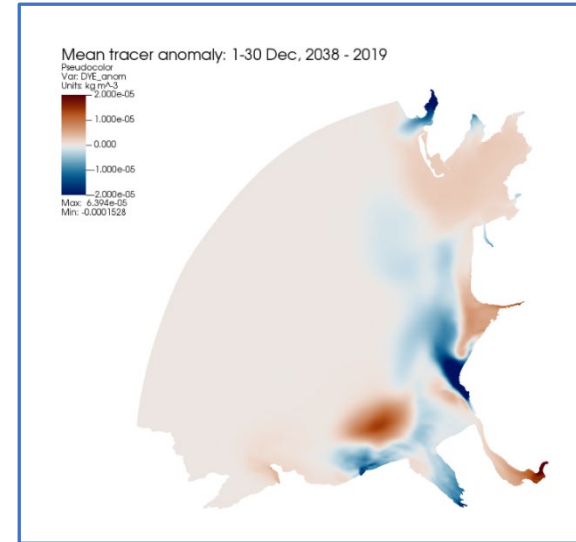 Mean tracer anomaly: 1-30 Dec, 2038 - 2019
Pseudocolor
Var: DYE_anom
Units: kg m^-3
2.000e-05
1.000e-05
0.000
-1.000e-05
-2.000e-05
Max: 6.394e-05
Min: -0.0001528